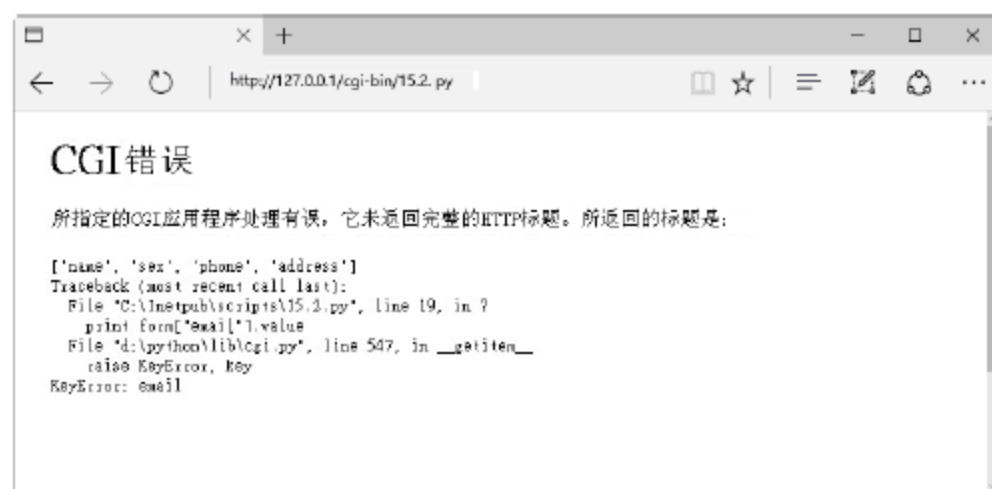 http://127.0.0.1/cgi-bin/15.2. py
CGI错误
所指定的CGI应用程序处理有误，它未返回完整的HTTP标题。所返回的标题是：
['name', 'sex', 'phone', 'address']
Traceback (most recent call last):
File "C:\Inetpub\scripts\15.2.py", line 19, in ?
print form["email"].value
File "d:\python\lib\cgi.py", line 547, in __getitem__
raise KeyError, key
KeyError: email